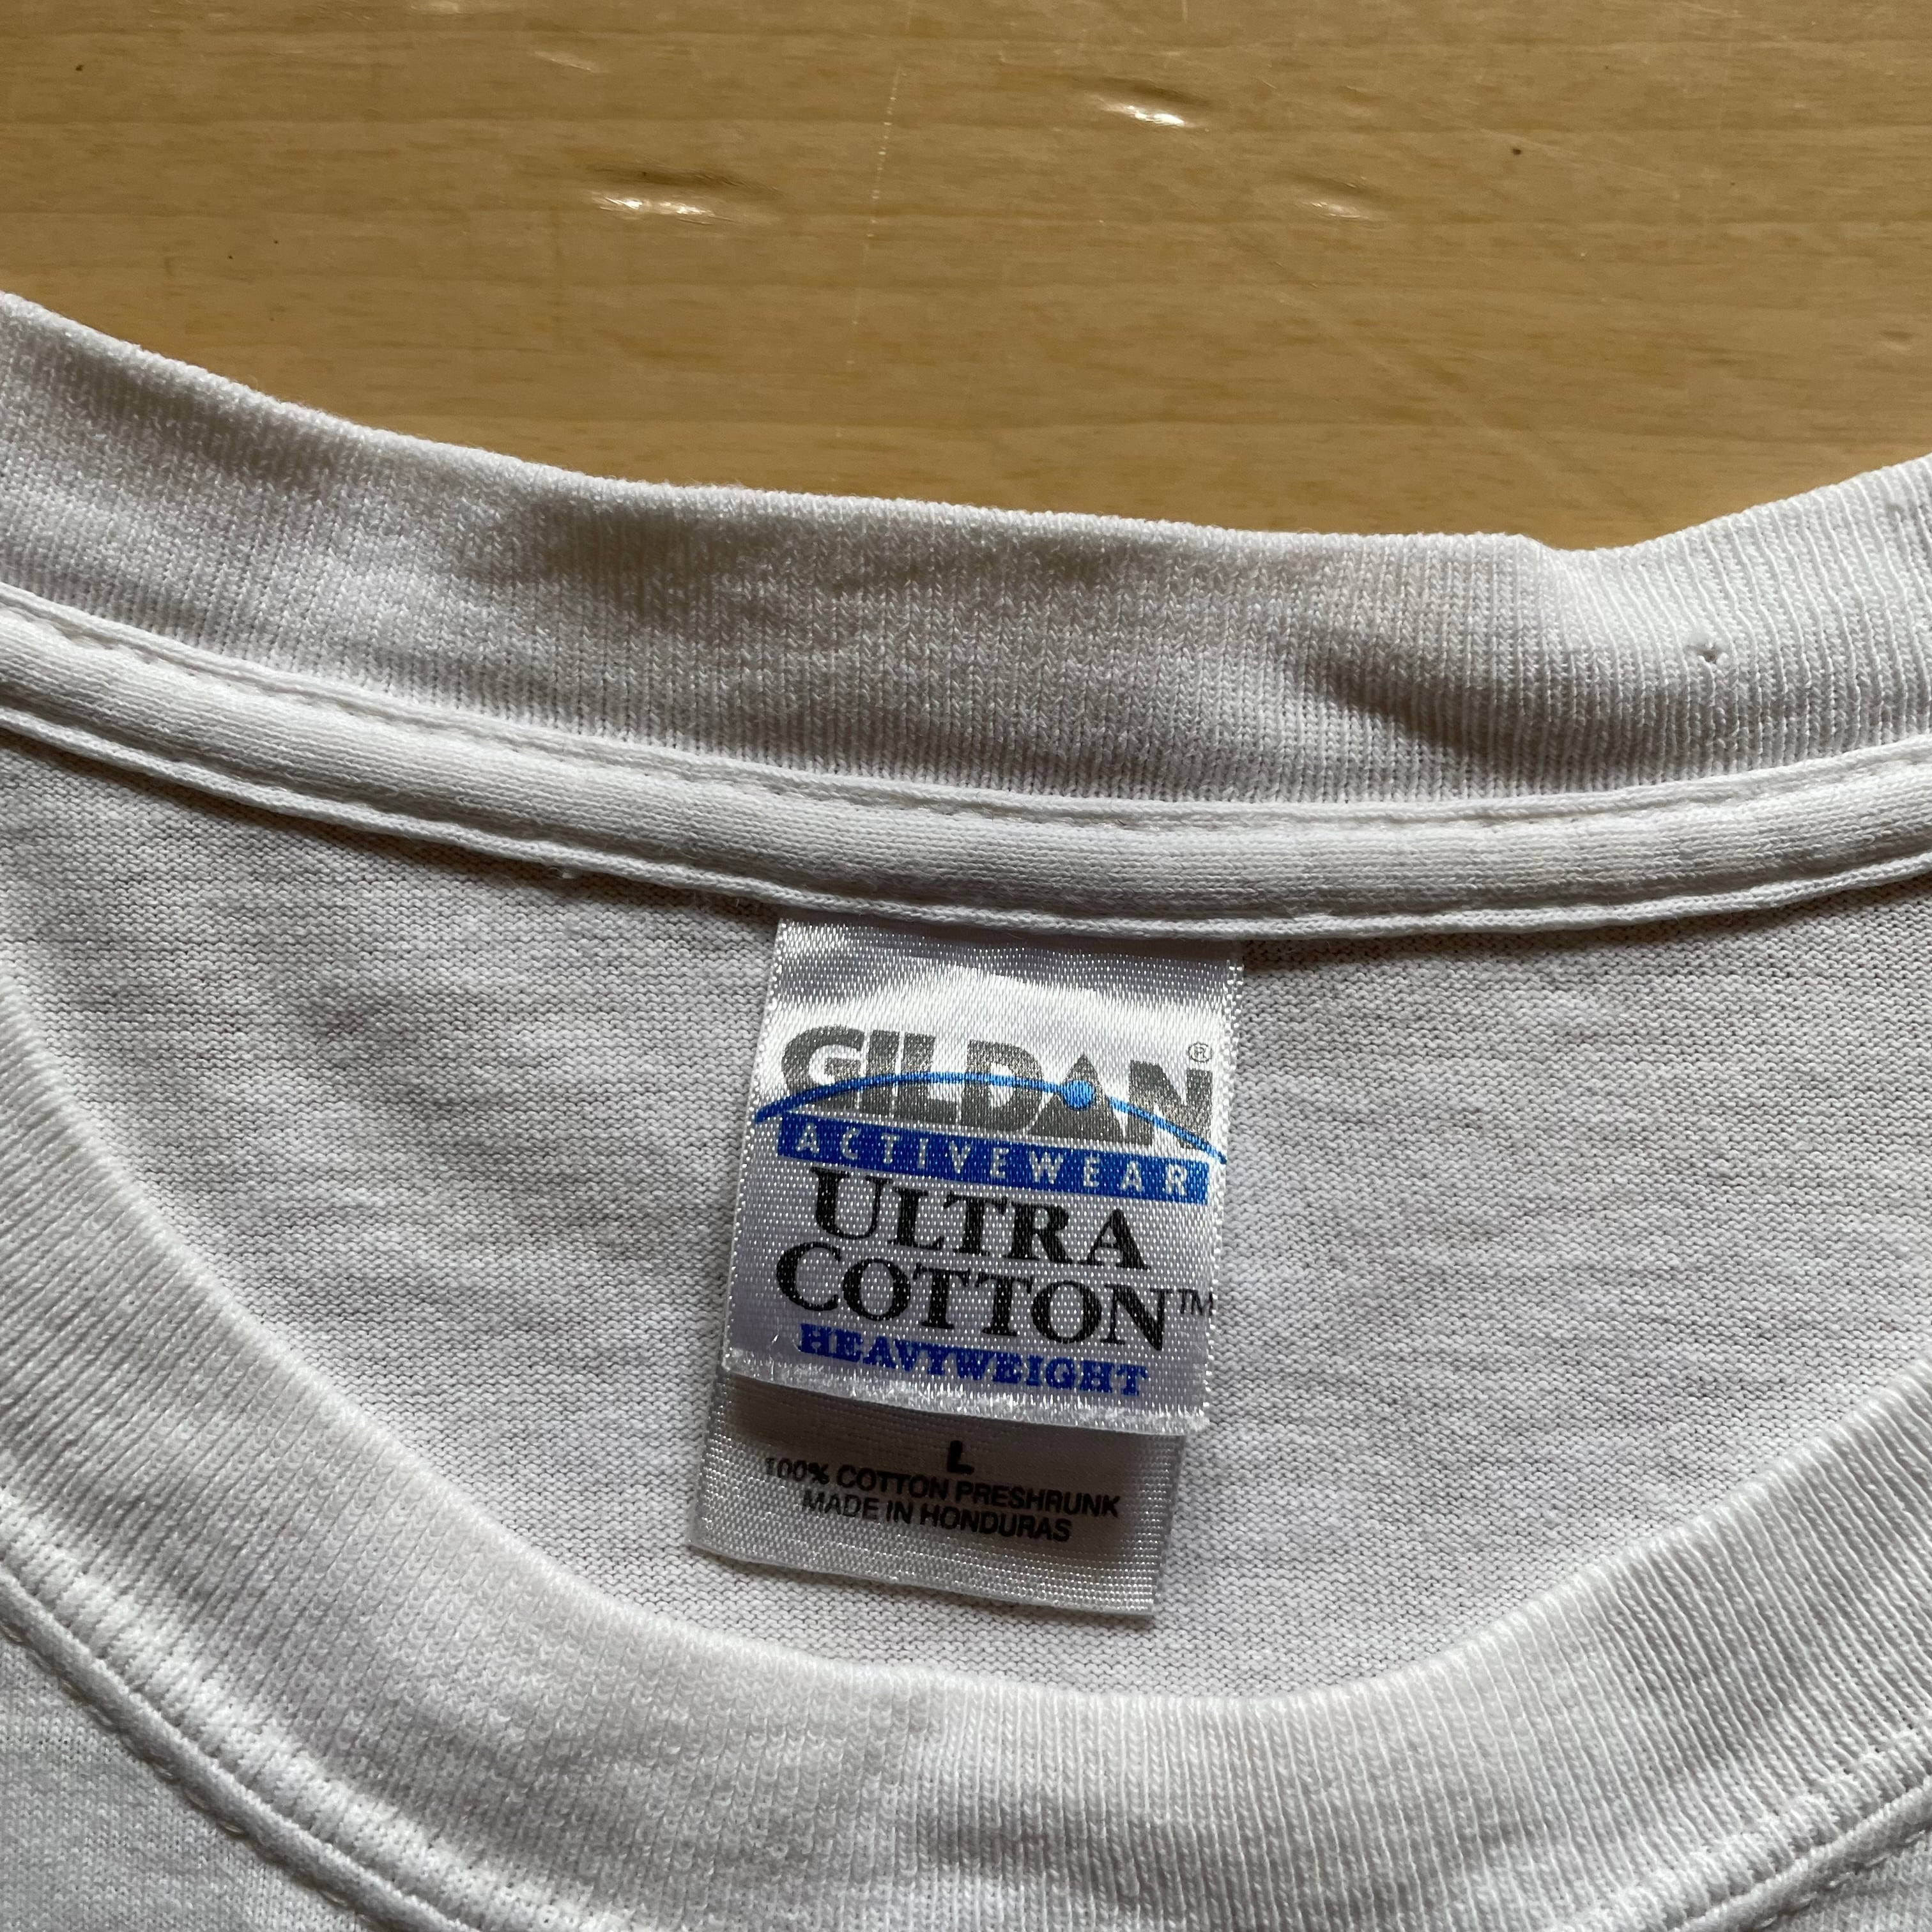 GILDAN®
ACTIVEWEAR
ULTRA
COTTON™
HEAVYWEIGHT
L
100% COTTON PRESHRUNK
MADE IN HONDURAS